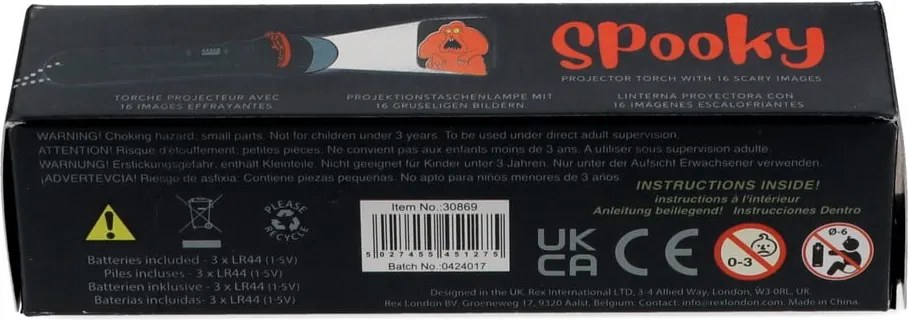 SPooky
PROJECTOR TORCH WITH 16 SCARY IMAGES
TORCHE PROJECTEUR AVEC
16 IMAGES EFFRAYANTES.
PROJEKTIONSTASCHENLAMPE MIT
16 GRUSELIGEN BILDERN.
LINTERNA PROYECTORA CON
16 IMÁGENES ESCALOFRIANTES
WARNING! Choking hazard, small parts. Not for children under 3 years. To be used under direct adult supervision.
ATTENTION! Risque d'étouffement: petites pièces. Ne convient pas aux enfants moins de 3 ans. A utiliser sous supervision adulte.
WARNUNG! Erstickungsgefahr, enthält Kleinteile. Nicht geeignet für Kinder unter 3 Jahren. Nur unter der Aufsicht Erwachserier verwenden.
¡ADVERTEVCIA! Riesgo de asfixia: Contiene piezas pequeñas. No apto para niños menores de 3 años.
INSTRUCTIONS INSIDE!
instructions à l'intérieur
Anleitung beiliegend! Instrucciones Dentro
PLEASE
RECYCLE
Item No.:30869
5 027455 451275
Batch No.:0424017
UK
CA
CE
0-3
0-6
Batteries included - 3 x LR44 (1·5V)
Piles incluses - 3 x LR44 (1·5V)
Batterien inklusive - 3 x LR44 (1·5V)
Baterías incluidas- 3 x LR44 (1·5V)
Designed in the UK. Rex International LTD, 3-4 Allied Way, London, W3 0RL, UK.
Rex London BV, Groeneweg 17, 9320 Aalst, Belgium. Contact: info@rexlondon.com. Made in China.